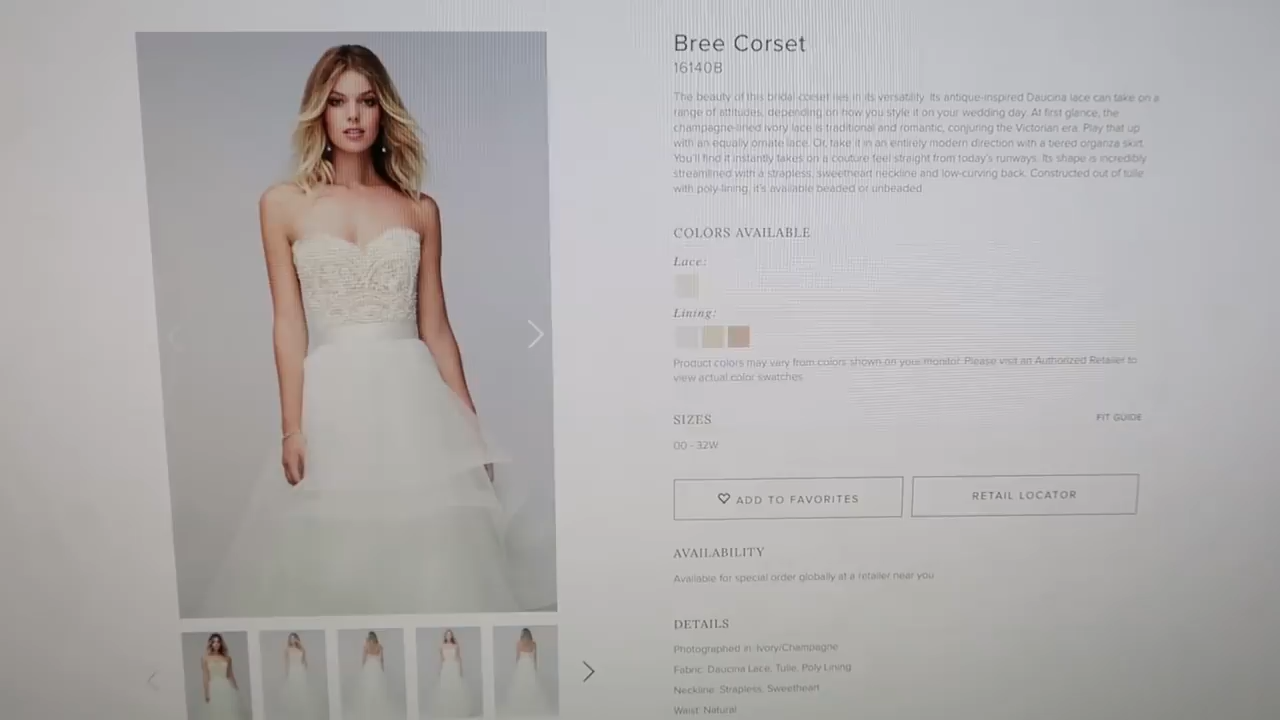 Bree Corset
16140B
The beauty of this bridal corset lies in its versatility. Its antique-inspired Daucina lace can take on a
range of attitudes, depending on how you style it on your wedding day. At first glance, the
champagne-lined ivory lace is traditional and romantic, conjuring the Victorian era. Play that up
with an equally ornate lace. Or, take it in an entirely modern direction with a tiered organza skirt.
You'll find it instantly takes on a couture feel straight from today's runways. Its shape is incredibly
streamlined with a strapless, sweetheart neckline and low-curving back. Constructed out of tulle
with poly-lining, it's available beaded or unbeaded
COLORS AVAILABLE
Lace:
Lining:
Product colors may vary from colors shown on your monitor. Please visit an Authorized Retailer to
view actual color swatches
SIZES
FIT GUIDE
00 - 32W
ADD TO FAVORITES
RETAIL LOCATOR
AVAILABILITY
Available for special order globally at a retailer near you
DETAILS
Photographed in: Ivory/Champagne
Fabric: Daucina Lace, Tulle, Poly Lining
Neckline: Strapless, Sweetheart
Waist: Natural